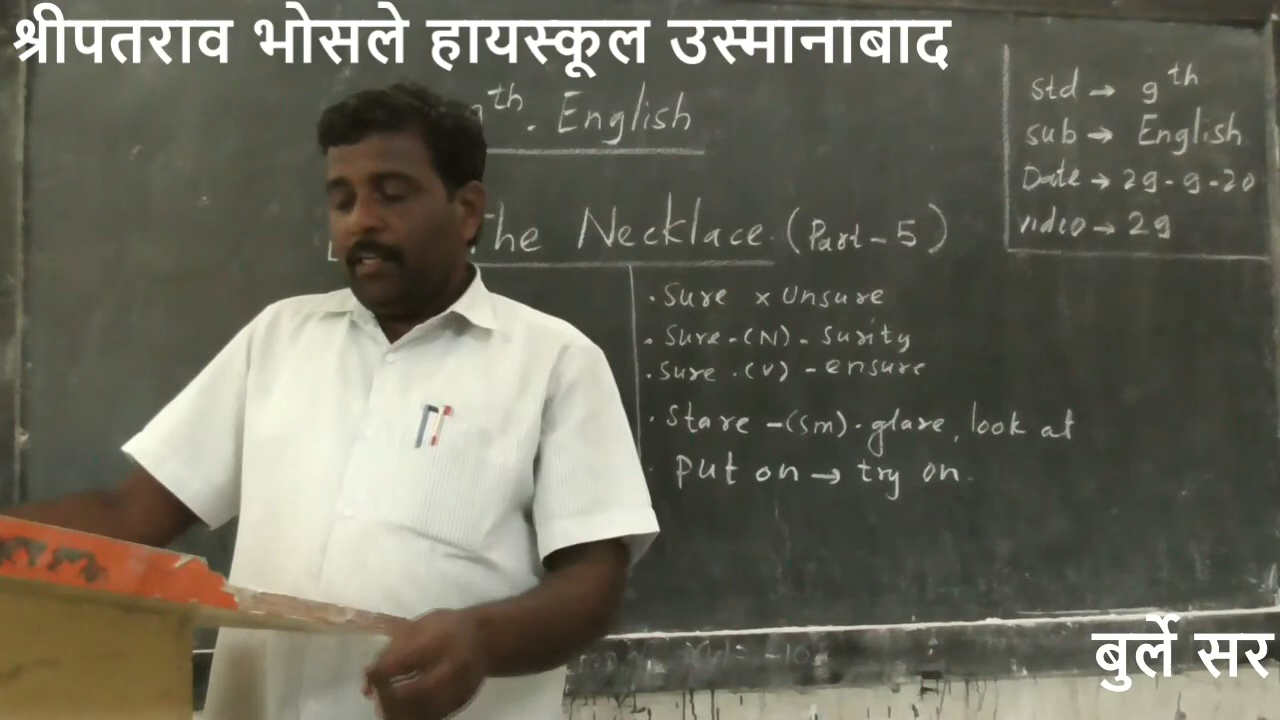 श्रीपतराव भोसले हायस्कूल उस्मानाबाद
9th. English
The Necklace (Part-5)
Std → 9th
Sub → English
Date → 29-9-20
Video → 29
• Sure x Unsure
• Sure-(N)- Surity
• Sure.(V) - ensure
• Stare -(Sm). glare, look at
• Put on → try on.
बुर्ले सर